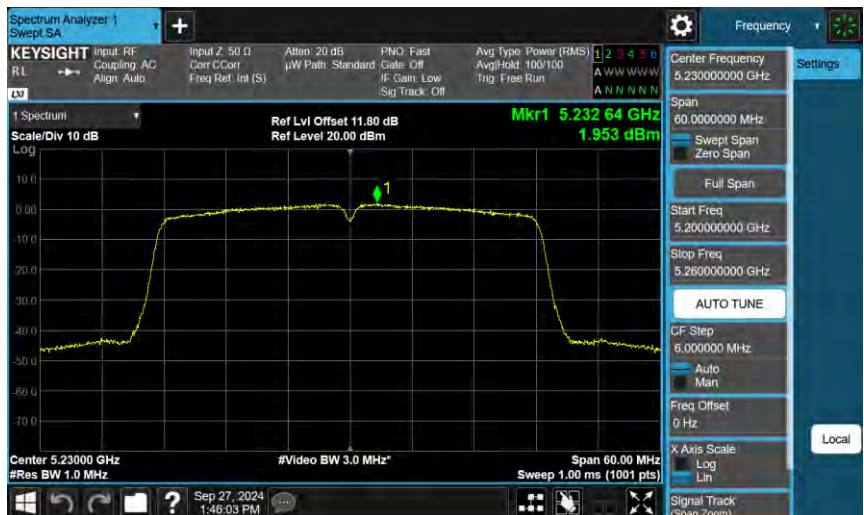 Spectrum Analyzer 1
Swept SA
+
Frequency
KEYSIGHT
RL
LXI
Input: RF
Coupling: AC
Align: Auto
Input Z: 50 Ω
Corr CCorr
Freq Ref: Int (S)
Atten: 20 dB
µW Path: Standard
PNO: Fast
Gate: Off
IF Gain: Low
Sig Track: Off
Avg Type: Power (RMS)
Avg|Hold: 100/100
Trig: Free Run
1 2 3 4 5 6
A W W W W W
A N N N N N
1 Spectrum
Scale/Div 10 dB
Log
Ref Lvl Offset 11.80 dB
Ref Level 20.00 dBm
Mkr1 5.232 64 GHz
1.953 dBm
10.0
0.00
-10.0
-20.0
-30.0
-40.0
-50.0
-60.0
-70.0
1
Center 5.23000 GHz
#Res BW 1.0 MHz
#Video BW 3.0 MHz*
Span 60.00 MHz
Sweep 1.00 ms (1001 pts)
Sep 27, 2024
1:46:03 PM
?
Center Frequency
5.230000000 GHz
Settings
Span
60.0000000 MHz
Swept Span
Zero Span
Full Span
Start Freq
5.200000000 GHz
Stop Freq
5.260000000 GHz
AUTO TUNE
CF Step
6.000000 MHz
Auto
Man
Freq Offset
0 Hz
X Axis Scale
Log
Lin
Local
Signal Track
(Span Zoom)